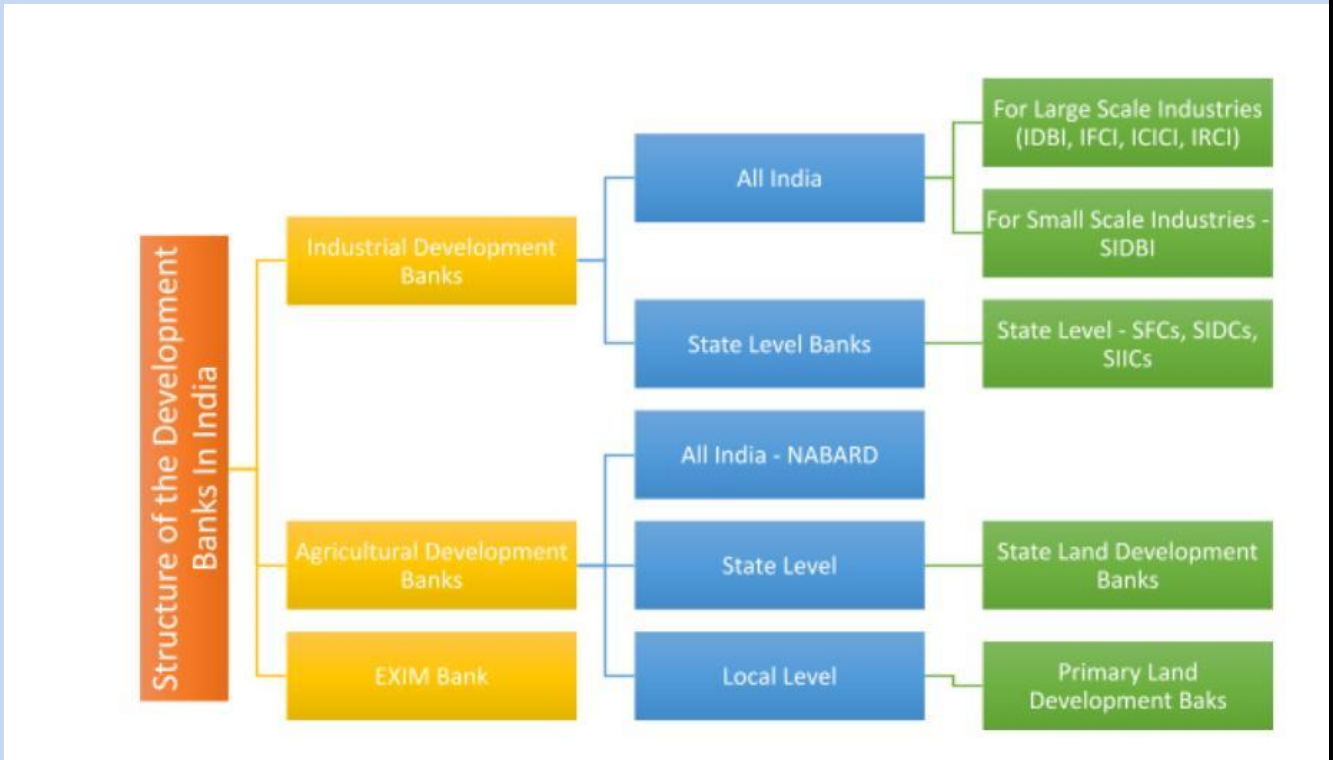 Structure of the Development
Banks In India
Industrial Development
Banks
All India
For Large Scale Industries
(IDBI, IFCI, ICICI, IRCI)
For Small Scale Industries -
SIDBI
State Level Banks
State Level - SFCs, SIDCs,
SIICs
Agricultural Development
Banks
All India - NABARD
State Level
State Land Development
Banks
Local Level
Primary Land
Development Baks
EXIM Bank